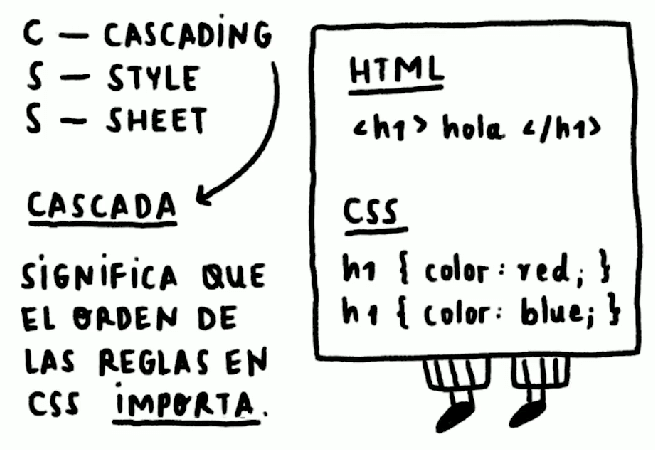 C — CASCADING
S — STYLE
S — SHEET
CASCADA
SIGNIFICA QUE
EL ORDEN DE
LAS REGLAS EN
CSS IMPORTA.
HTML
<h1> hola </h1>
CSS
h1 { color: red; }
h1 { color: blue; }